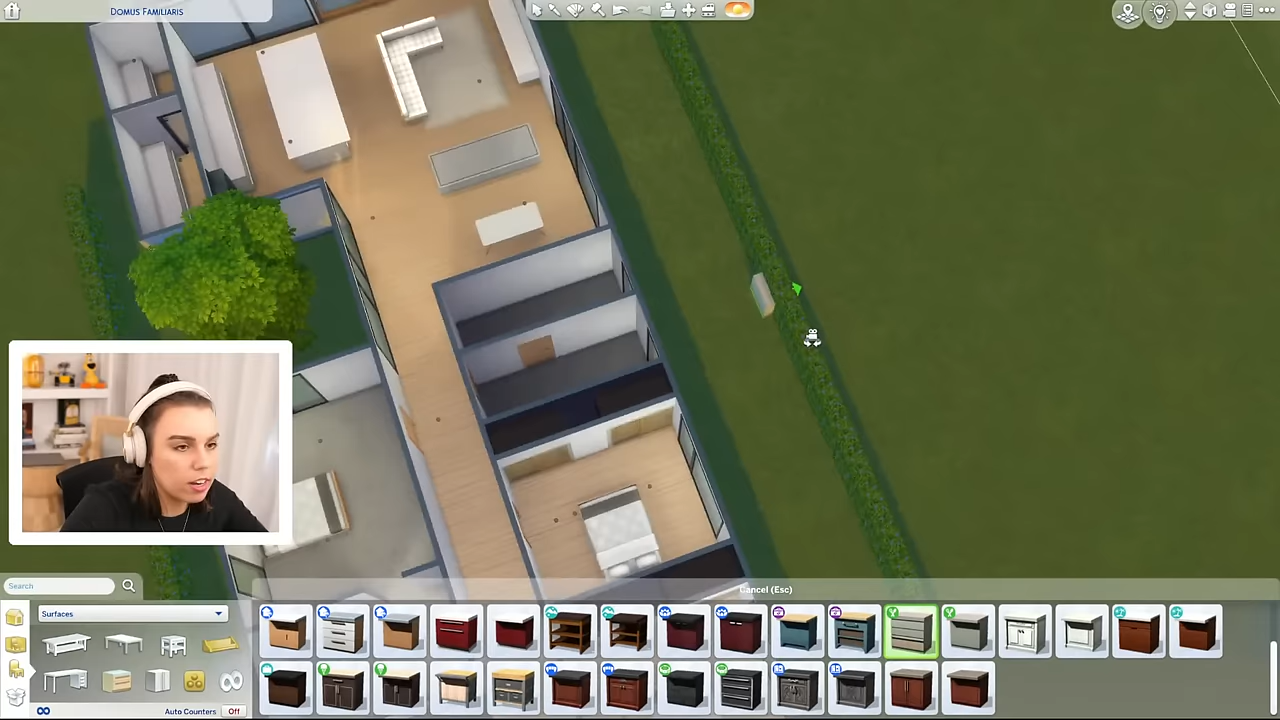 DOMUS FAMILIARIS
Cancel (Esc)
Search
Surfaces
Auto Counters
Off